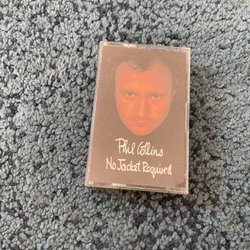 Phil Collins
No Jacket Required